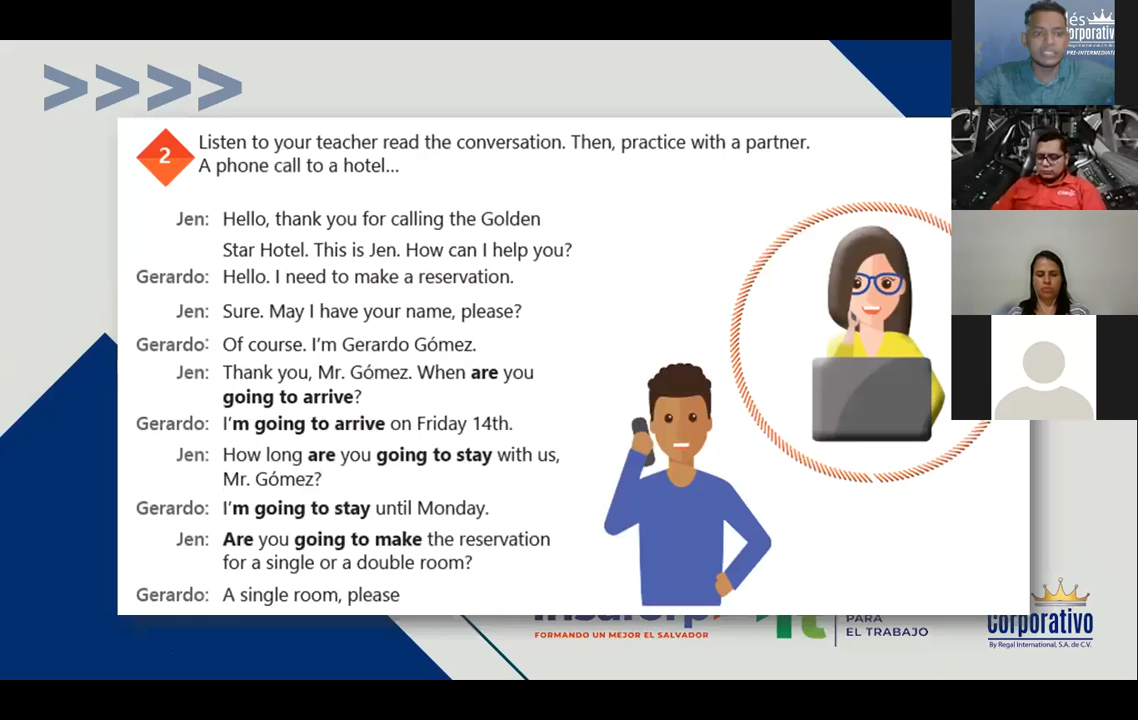 >>>>
2
Listen to your teacher read the conversation. Then, practice with a partner.
A phone call to a hotel...
Jen: Hello, thank you for calling the Golden
Star Hotel. This is Jen. How can I help you?
Gerardo: Hello. I need to make a reservation.
Jen: Sure. May I have your name, please?
Gerardo: Of course. I'm Gerardo Gómez.
Jen: Thank you, Mr. Gómez. When are you
going to arrive?
Gerardo: I'm going to arrive on Friday 14th.
Jen: How long are you going to stay with us,
Mr. Gómez?
Gerardo: I'm going to stay until Monday.
Jen: Are you going to make the reservation
for a single or a double room?
Gerardo: A single room, please
FORMANDO UN MEJOR EL SALVADOR
PARA
EL TRABAJO
Corporativo
By Regal International, S.A. de C.V.
Corporativo
PRE-INTERMEDIATE